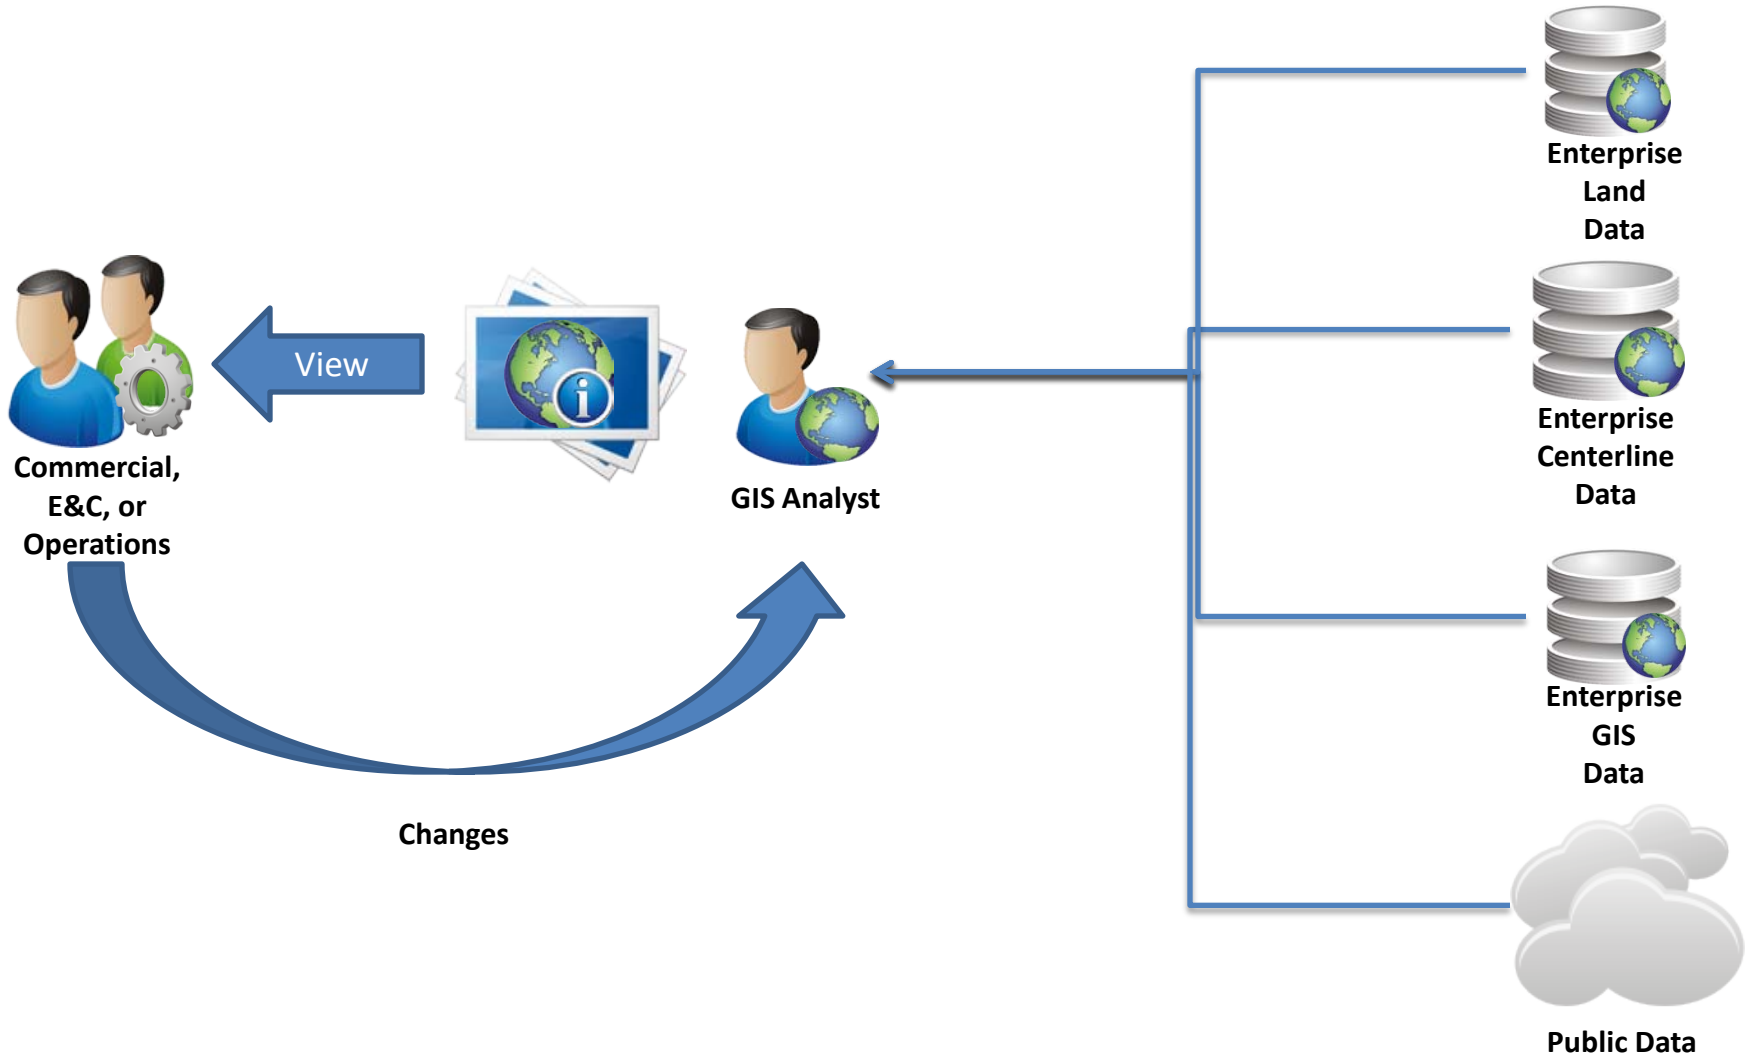 Enterprise
Land
Data
View
Commercial,
E&C, or
Operations
GIS Analyst
Enterprise
Centerline
Data
Enterprise
GIS
Data
Changes
Public Data